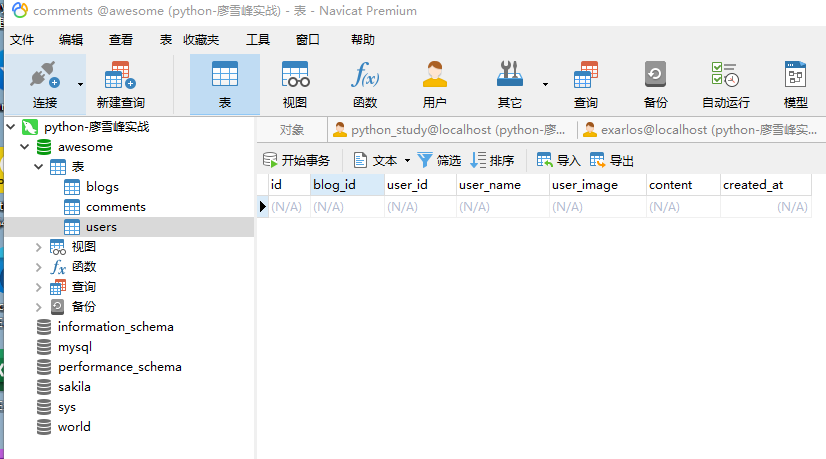 comments @awesome (python-廖雪峰实战) - 表 - Navicat Premium
文件 编辑 查看 表 收藏夹 工具 窗口 帮助
连接 新建查询 表 视图 函数 用户 其它 查询 备份 自动运行 模型
python-廖雪峰实战
awesome
表
blogs
comments
users
视图
函数
查询
备份
information_schema
mysql
performance_schema
sakila
sys
world
对象 python_study@localhost (python-廖... exarlos@localhost (python-廖雪峰实...
开始事务 文本 筛选 排序 导入 导出
id blog_id user_id user_name user_image content created_at
(N/A) (N/A) (N/A) (N/A) (N/A) (N/A) (N/A)